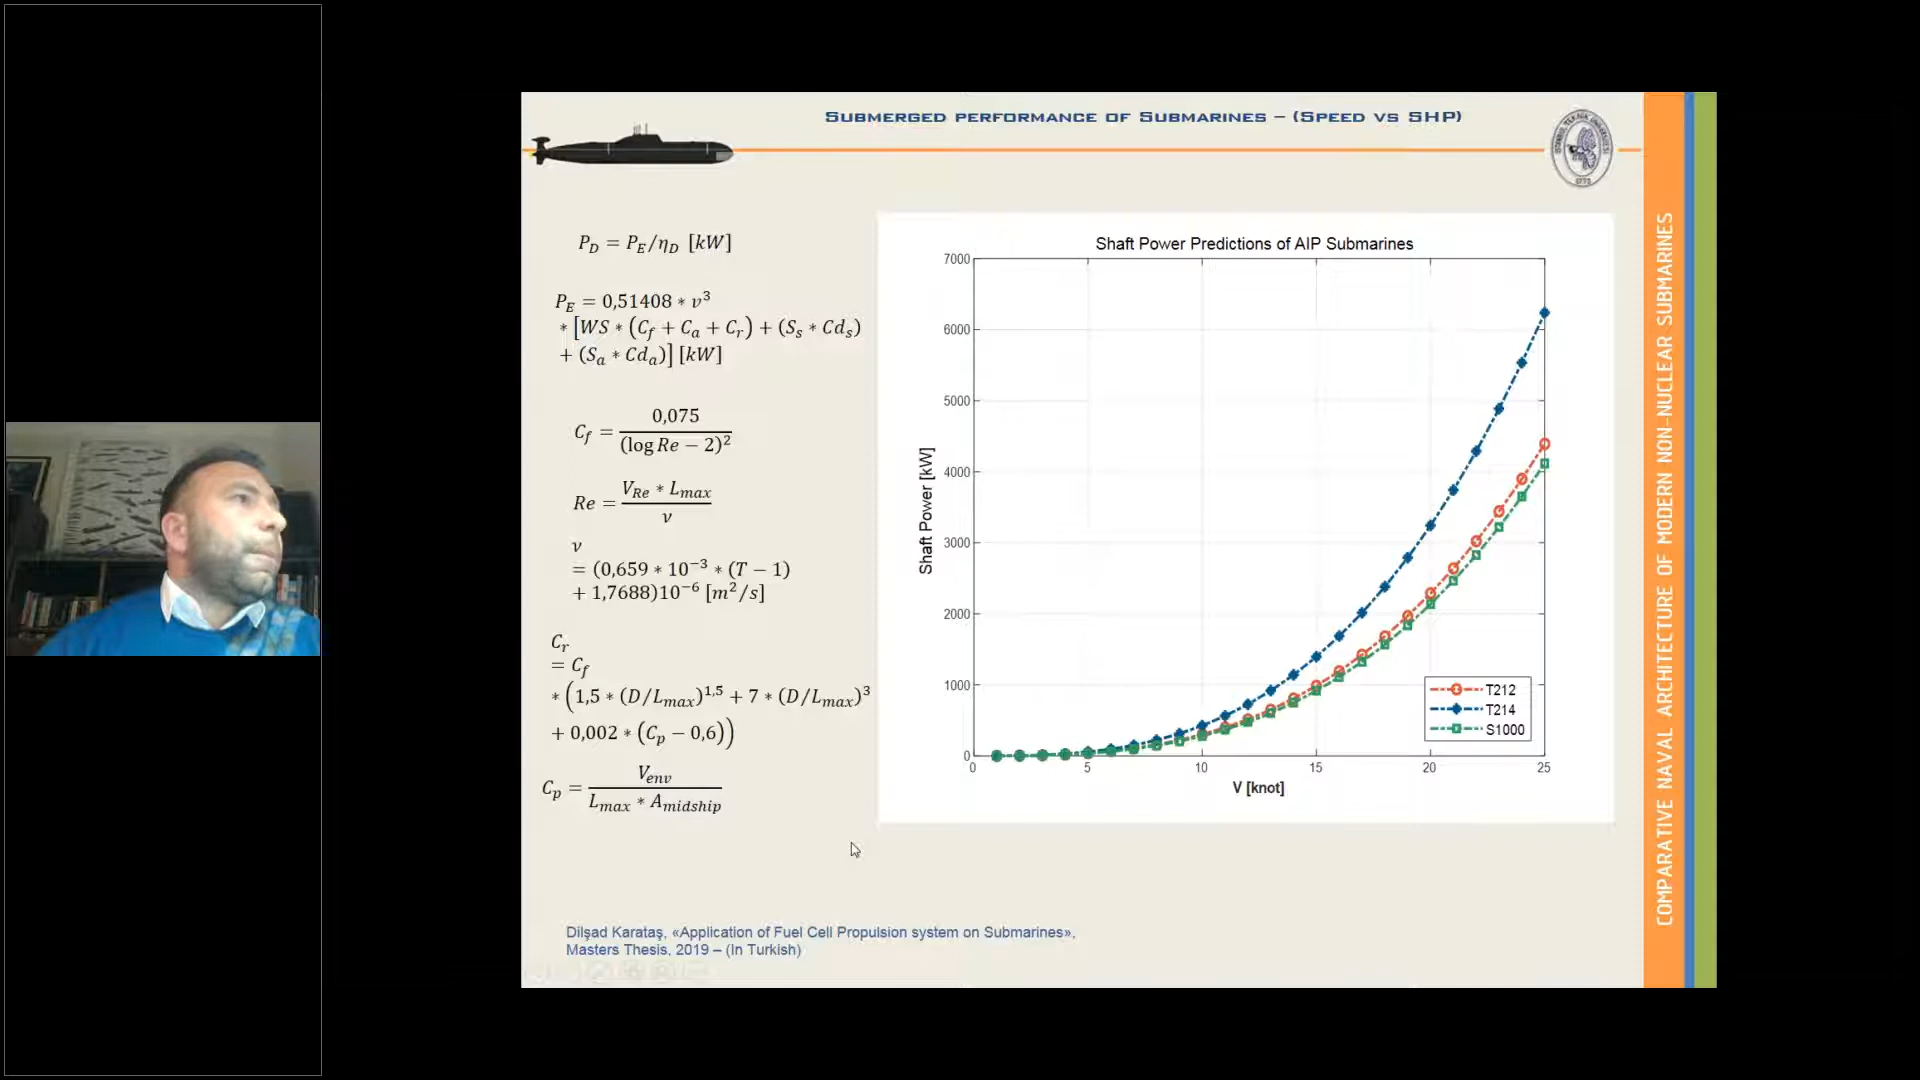 SUBMERGED PERFORMANCE OF SUBMARINES – (SPEED VS SHP)
P_D = P_E/η_D [kW]
P_E = 0,51408 * v³
* [WS * (C_f + C_a + C_r) + (S_s * Cd_s)
+ (S_a * Cd_a)] [kW]
C_f = 0,075 / (log Re − 2)²
Re = V_Re * L_max / ν
ν
= (0,659 * 10⁻³ * (T − 1)
+ 1,7688)10⁻⁶ [m²/s]
C_r
= C_f
* (1,5 * (D/L_max)^1,5 + 7 * (D/L_max)³
+ 0,002 * (C_p − 0,6))
C_p = V_env / L_max * A_midship
Shaft Power Predictions of AIP Submarines
Shaft Power [kW]
7000
6000
5000
4000
3000
2000
1000
0
0 5 10 15 20 25
V [knot]
T212
T214
S1000
Dilşad Karataş, «Application of Fuel Cell Propulsion system on Submarines»,
Masters Thesis, 2019 – (In Turkish)
COMPARATIVE NAVAL ARCHITECTURE OF MODERN NON-NUCLEAR SUBMARINES
1773